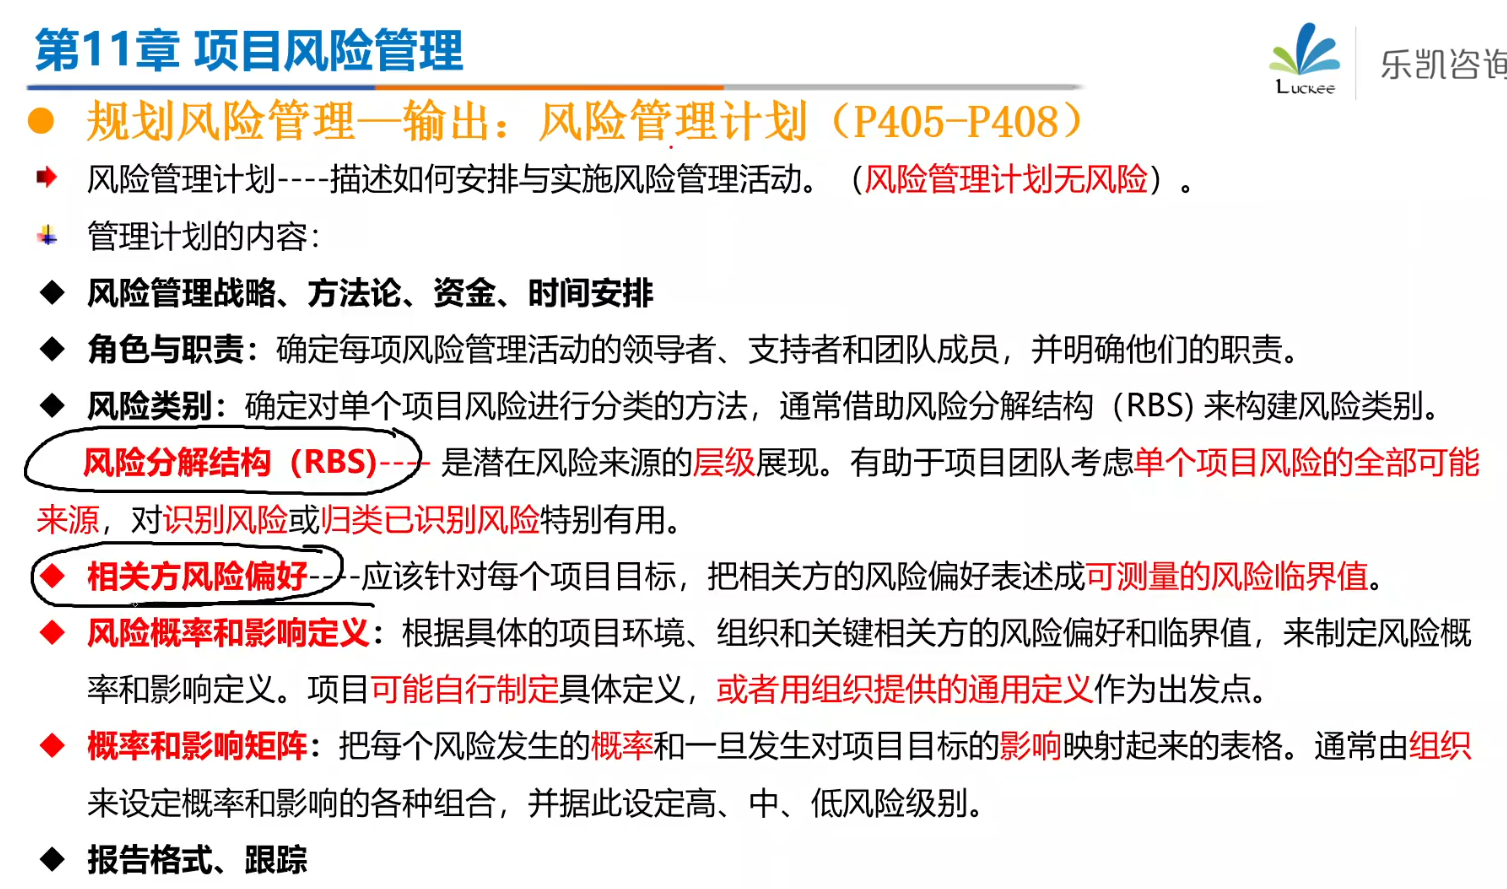 第11章 项目风险管理
Luckee
乐凯咨询
规划风险管理—输出：风险管理计划（P405-P408）
风险管理计划----描述如何安排与实施风险管理活动。（风险管理计划无风险）。
管理计划的内容：
风险管理战略、方法论、资金、时间安排
角色与职责：确定每项风险管理活动的领导者、支持者和团队成员，并明确他们的职责。
风险类别：确定对单个项目风险进行分类的方法，通常借助风险分解结构（RBS) 来构建风险类别。
风险分解结构（RBS)---- 是潜在风险来源的层级展现。有助于项目团队考虑单个项目风险的全部可能
来源，对识别风险或归类已识别风险特别有用。
相关方风险偏好----应该针对每个项目目标，把相关方的风险偏好表述成可测量的风险临界值。
风险概率和影响定义：根据具体的项目环境、组织和关键相关方的风险偏好和临界值，来制定风险概
率和影响定义。项目可能自行制定具体定义，或者用组织提供的通用定义作为出发点。
概率和影响矩阵：把每个风险发生的概率和一旦发生对项目目标的影响映射起来的表格。通常由组织
来设定概率和影响的各种组合，并据此设定高、中、低风险级别。
报告格式、跟踪